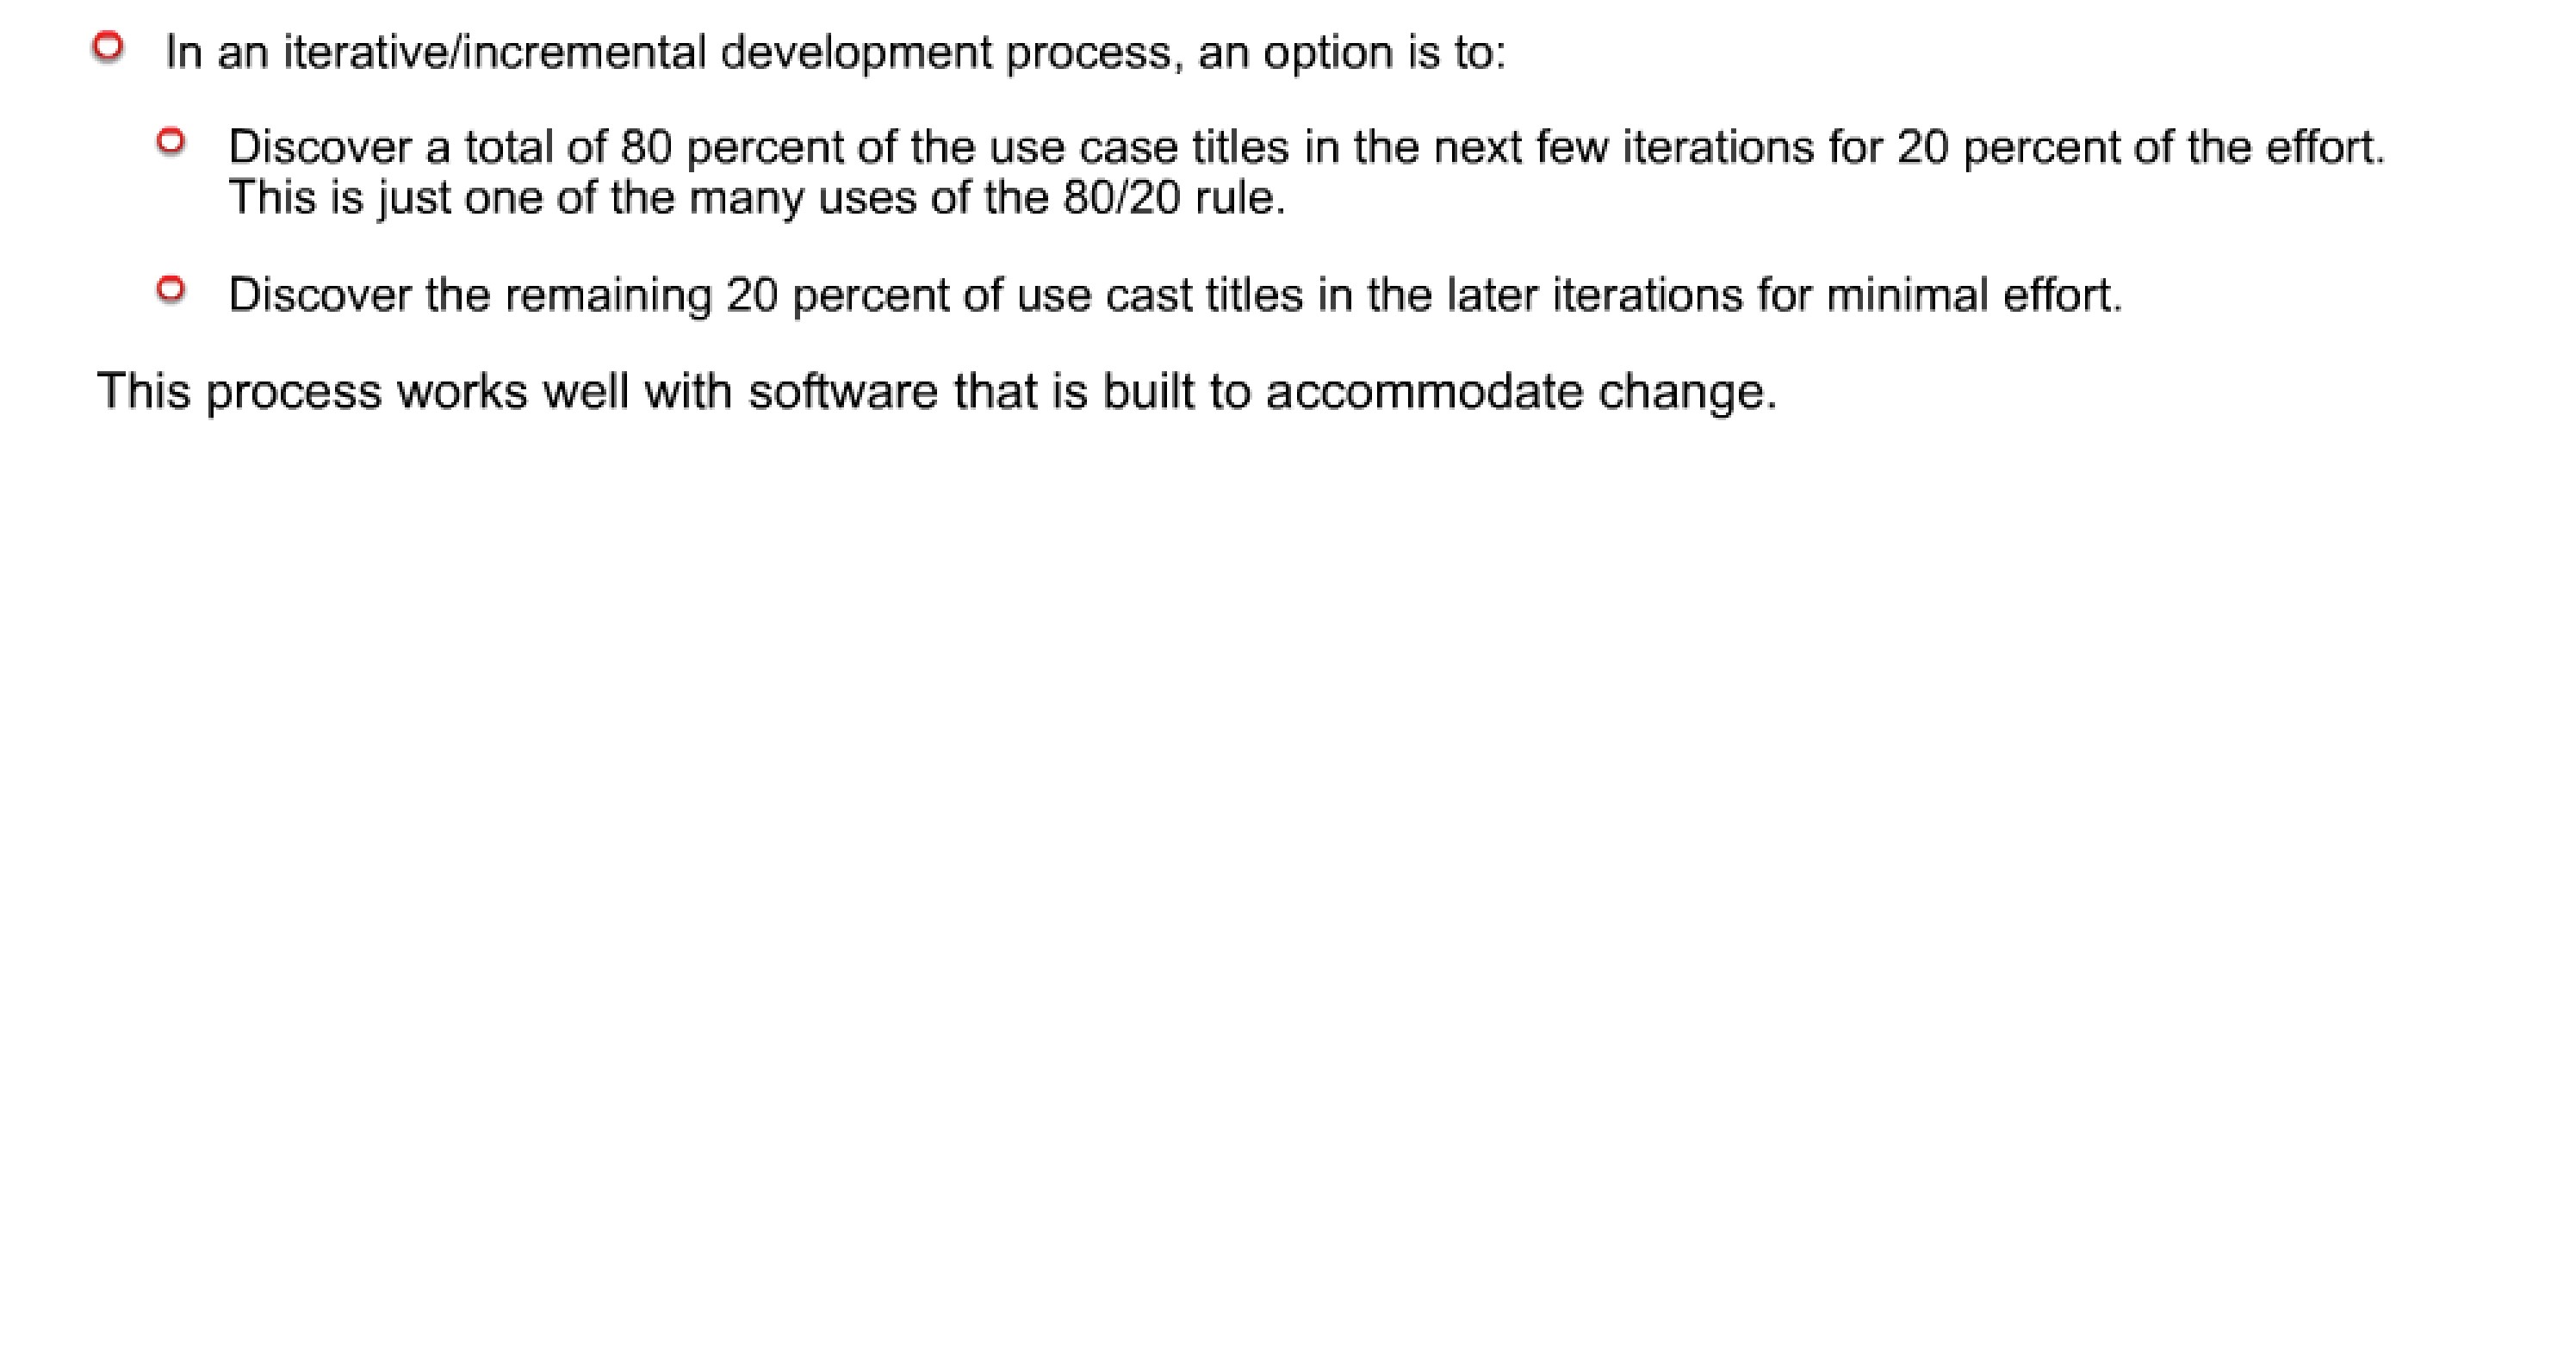 In an iterative/incremental development process, an option is to:
Discover a total of 80 percent of the use case titles in the next few iterations for 20 percent of the effort.
This is just one of the many uses of the 80/20 rule.
Discover the remaining 20 percent of use cast titles in the later iterations for minimal effort.
This process works well with software that is built to accommodate change.